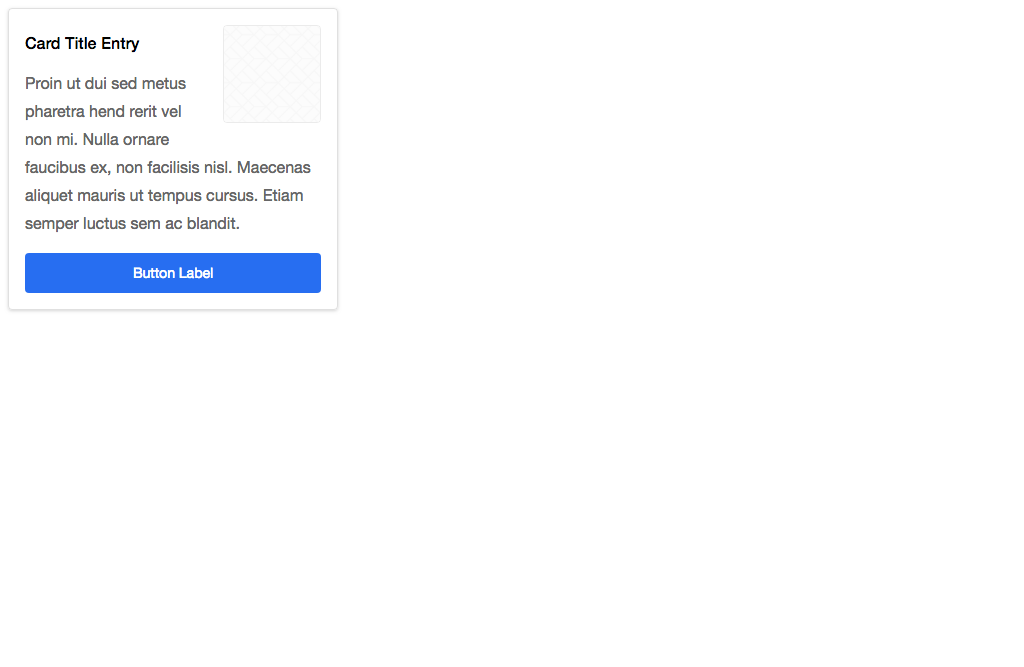 Card Title Entry
Proin ut dui sed metus
pharetra hend rerit vel
non mi. Nulla ornare
faucibus ex, non facilisis nisl. Maecenas
aliquet mauris ut tempus cursus. Etiam
semper luctus sem ac blandit.
Button Label